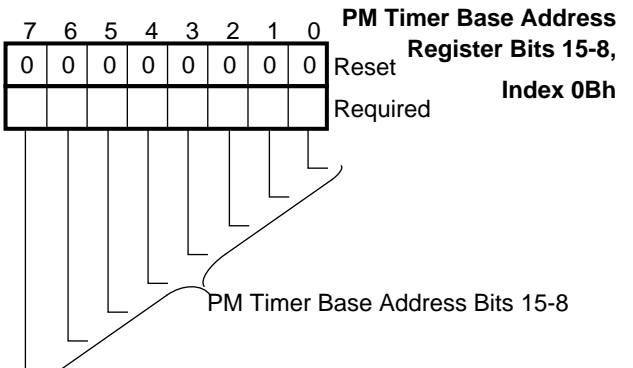 PM Timer Base Address
Register Bits 15-8,
Index 0Bh
7 6 5 4 3 2 1 0
0 0 0 0 0 0 0 0 Reset
Required
PM Timer Base Address Bits 15-8